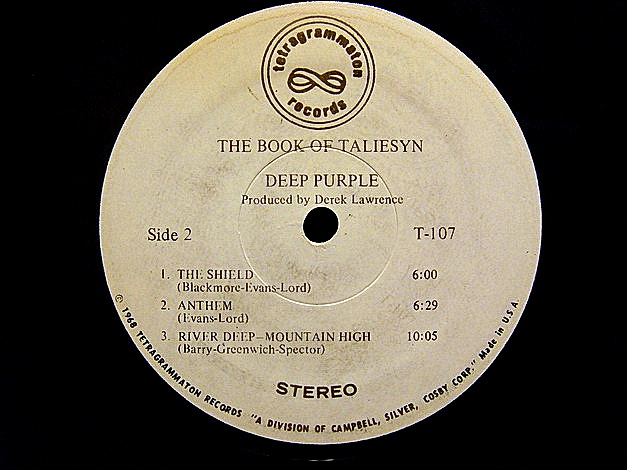 tetragrammaton
records
THE BOOK OF TALIESYN
DEEP PURPLE
Produced by Derek Lawrence
Side 2
T-107
1. THE SHIELD 6:00
(Blackmore-Evans-Lord)
2. ANTHEM 6:29
(Evans-Lord)
3. RIVER DEEP—MOUNTAIN HIGH 10:05
(Barry-Greenwich-Spector)
STEREO
℗ 1968 TETRAGRAMMATON RECORDS "A DIVISION OF CAMPBELL, SILVER, COSBY CORP." Made in U.S.A.